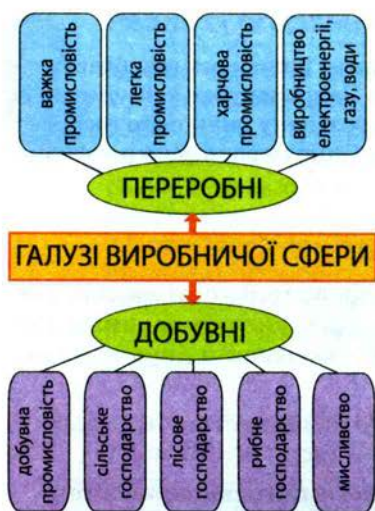 важка
промисловість
легка
промисловість
харчова
промисловість
виробництво
електроенергії,
газу, води
ПЕРЕРОБНІ
ГАЛУЗІ ВИРОБНИЧОЇ СФЕРИ
ДОБУВНІ
добувна
промисловість
сільське
господарство
лісове
господарство
рибне
господарство
мисливство